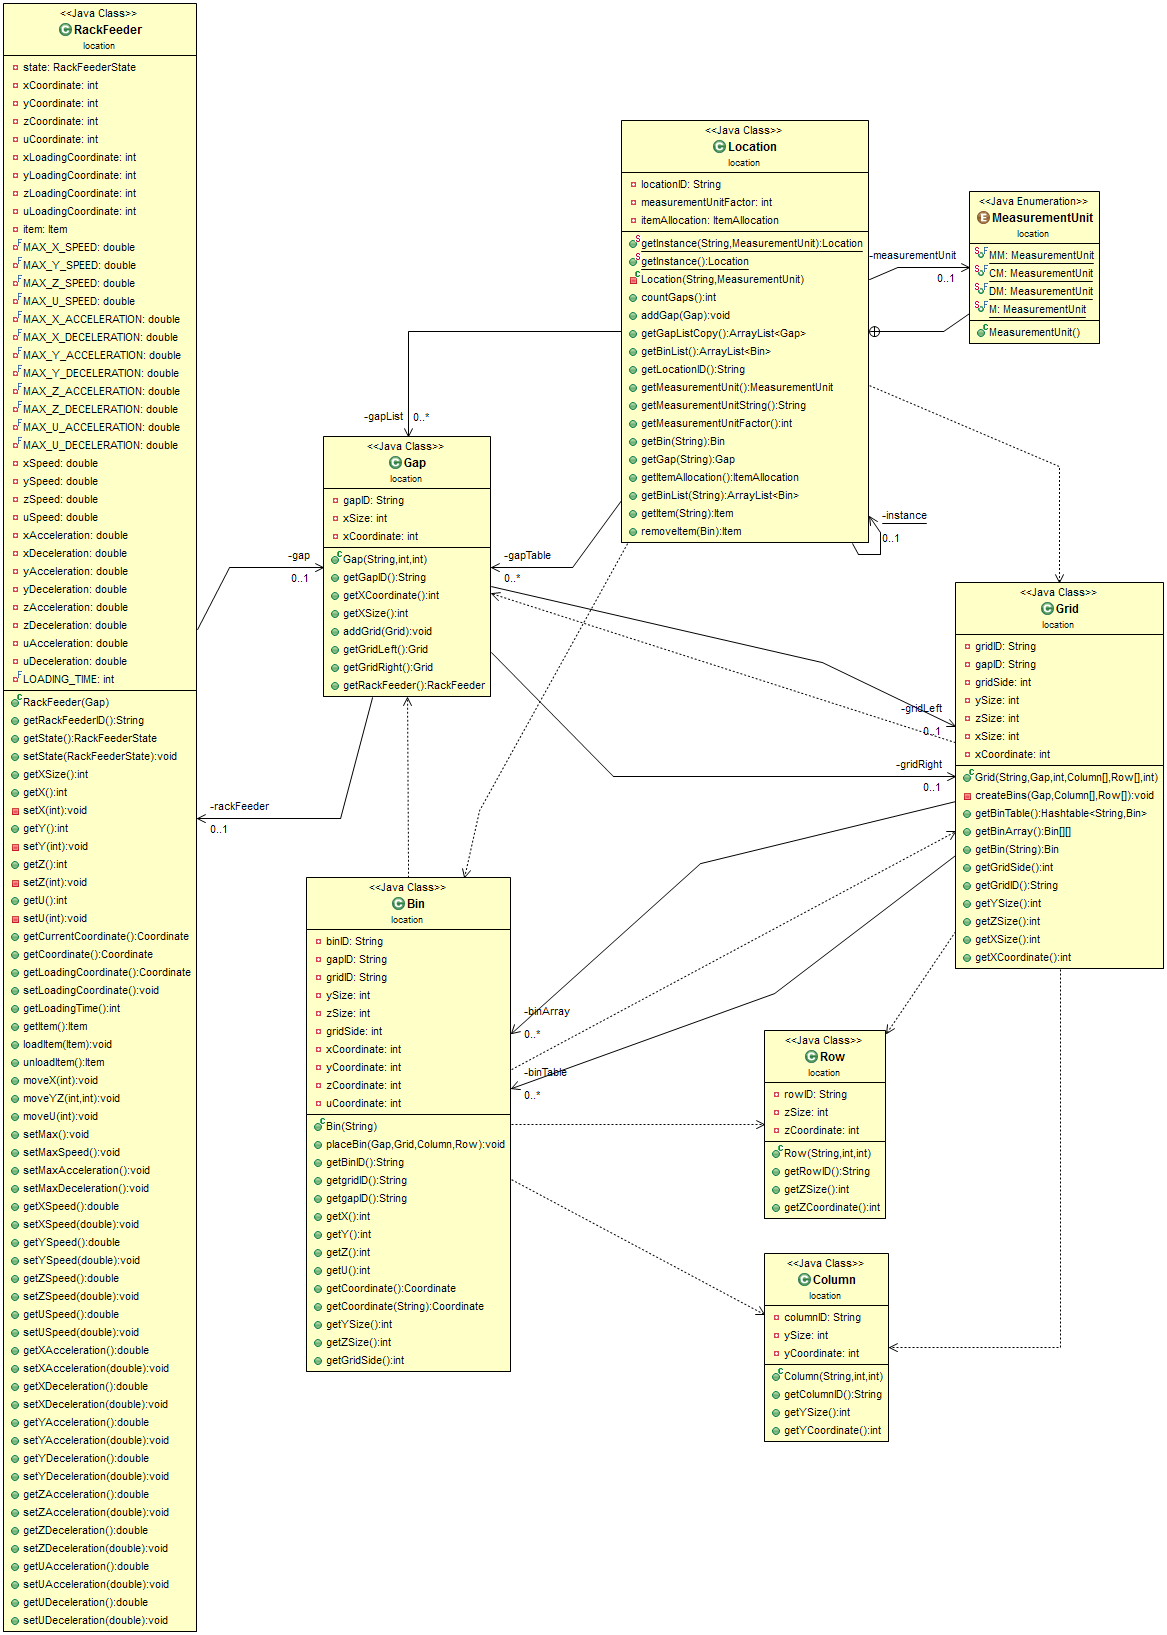 <<Java Class>>
RackFeeder
location
state: RackFeederState
xCoordinate: int
yCoordinate: int
zCoordinate: int
uCoordinate: int
xLoadingCoordinate: int
yLoadingCoordinate: int
zLoadingCoordinate: int
uLoadingCoordinate: int
item: Item
MAX_X_SPEED: double
MAX_Y_SPEED: double
MAX_Z_SPEED: double
MAX_U_SPEED: double
MAX_X_ACCELERATION: double
MAX_X_DECELERATION: double
MAX_Y_ACCELERATION: double
MAX_Y_DECELERATION: double
MAX_Z_ACCELERATION: double
MAX_Z_DECELERATION: double
MAX_U_ACCELERATION: double
MAX_U_DECELERATION: double
xSpeed: double
ySpeed: double
zSpeed: double
uSpeed: double
xAcceleration: double
xDeceleration: double
yAcceleration: double
yDeceleration: double
zAcceleration: double
zDeceleration: double
uAcceleration: double
uDeceleration: double
LOADING_TIME: int
RackFeeder(Gap)
getRackFeederID():String
getState():RackFeederState
setState(RackFeederState):void
getXSize():int
getX():int
setX(int):void
getY():int
setY(int):void
getZ():int
setZ(int):void
getU():int
setU(int):void
getCurrentCoordinate():Coordinate
getCoordinate():Coordinate
getLoadingCoordinate():Coordinate
setLoadingCoordinate():void
getLoadingTime():int
getItem():Item
loadItem(Item):void
unloadItem():Item
moveX(int):void
moveYZ(int,int):void
moveU(int):void
setMax():void
setMaxSpeed():void
setMaxAcceleration():void
setMaxDeceleration():void
getXSpeed():double
setXSpeed(double):void
getYSpeed():double
setYSpeed(double):void
getZSpeed():double
setZSpeed(double):void
getUSpeed():double
setUSpeed(double):void
getXAcceleration():double
setXAcceleration(double):void
getXDeceleration():double
setXDeceleration(double):void
getYAcceleration():double
setYAcceleration(double):void
getYDeceleration():double
setYDeceleration(double):void
getZAcceleration():double
setZAcceleration(double):void
getZDeceleration():double
setZDeceleration(double):void
getUAcceleration():double
setUAcceleration(double):void
getUDeceleration():double
setUDeceleration(double):void
<<Java Class>>
Location
location
locationID: String
measurementUnitFactor: int
itemAllocation: ItemAllocation
getInstance(String,MeasurementUnit):Location
getInstance():Location
Location(String,MeasurementUnit)
countGaps():int
addGap(Gap):void
getGapListCopy():ArrayList<Gap>
getBinList():ArrayList<Bin>
getLocationID():String
getMeasurementUnit():MeasurementUnit
getMeasurementUnitString():String
getMeasurementUnitFactor():int
getBin(String):Bin
getGap(String):Gap
getItemAllocation():ItemAllocation
getBinList(String):ArrayList<Bin>
getItem(String):Item
removeItem(Bin):Item
-measurementUnit
0..1
<<Java Enumeration>>
MeasurementUnit
location
MM: MeasurementUnit
CM: MeasurementUnit
DM: MeasurementUnit
M: MeasurementUnit
MeasurementUnit()
-instance
0..1
-gapList
0..*
-gapTable
0..*
-gap
0..1
<<Java Class>>
Gap
location
gapID: String
xSize: int
xCoordinate: int
Gap(String,int,int)
getGapID():String
getXCoordinate():int
getXSize():int
addGrid(Grid):void
getGridLeft():Grid
getGridRight():Grid
getRackFeeder():RackFeeder
-rackFeeder
0..1
-gridLeft
0..1
-gridRight
0..1
<<Java Class>>
Grid
location
gridID: String
gapID: String
gridSide: int
ySize: int
zSize: int
xSize: int
xCoordinate: int
Grid(String,Gap,int,Column[],Row[],int)
createBins(Gap,Column[],Row[]):void
getBinTable():Hashtable<String,Bin>
getBinArray():Bin[][]
getBin(String):Bin
getGridSide():int
getGridID():String
getYSize():int
getZSize():int
getXSize():int
getXCoordinate():int
-binArray
0..*
-binTable
0..*
<<Java Class>>
Bin
location
binID: String
gapID: String
gridID: String
ySize: int
zSize: int
gridSide: int
xCoordinate: int
yCoordinate: int
zCoordinate: int
uCoordinate: int
Bin(String)
placeBin(Gap,Grid,Column,Row):void
getBinID():String
getgridID():String
getgapID():String
getX():int
getY():int
getZ():int
getU():int
getCoordinate():Coordinate
getCoordinate(String):Coordinate
getYSize():int
getZSize():int
getGridSide():int
<<Java Class>>
Row
location
rowID: String
zSize: int
zCoordinate: int
Row(String,int,int)
getRowID():String
getZSize():int
getZCoordinate():int
<<Java Class>>
Column
location
columnID: String
ySize: int
yCoordinate: int
Column(String,int,int)
getColumnID():String
getYSize():int
getYCoordinate():int